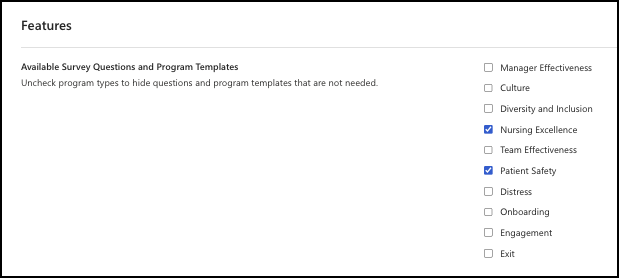 Features
Available Survey Questions and Program Templates
Uncheck program types to hide questions and program templates that are not needed.
Manager Effectiveness
Culture
Diversity and Inclusion
Nursing Excellence
Team Effectiveness
Patient Safety
Distress
Onboarding
Engagement
Exit